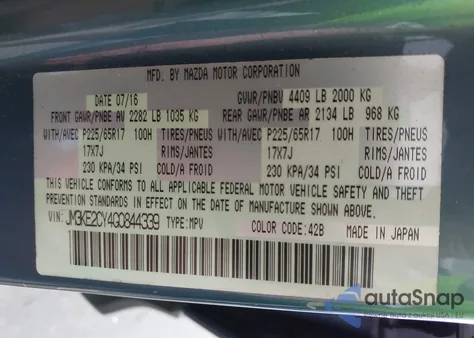 MFD. BY MAZDA MOTOR CORPORATION
DATE 07/16 GVWR/PNBV 4409 LB 2000 KG
FRONT GAWR/PNBE AV 2282 LB 1035 KG REAR GAWR/PNBE AR 2134 LB 968 KG
WITH/AVEC P225/65R17 100H TIRES/PNEUS WITH/AVEC P225/65R17 100H TIRES/PNEUS
17X7J RIMS/JANTES 17X7J RIMS/JANTES
230 KPA/34 PSI COLD/A FROID 230 KPA/34 PSI COLD/A FROID
THIS VEHICLE CONFORMS TO ALL APPLICABLE FEDERAL MOTOR VEHICLE SAFETY AND THEFT
PREVENTION STANDARDS IN EFFECT ON THE DATE OF MANUFACTURE SHOWN ABOVE.
VIN: JM3KE2CY4G0844339 TYPE: MPV COLOR CODE: 42B MADE IN JAPAN
autoSnap